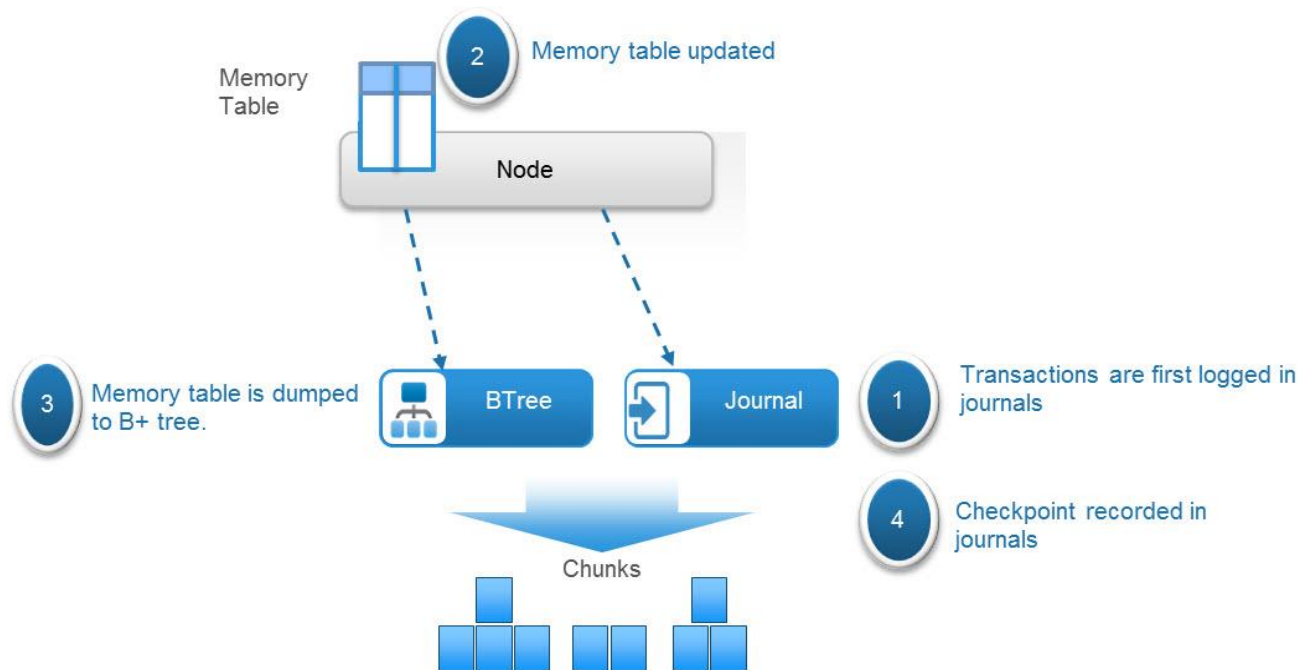 2
Memory table updated
Memory
Table
Node
3
Memory table is dumped
to B+ tree.
BTree
Journal
1
Transactions are first logged in
journals
4
Checkpoint recorded in
journals
Chunks